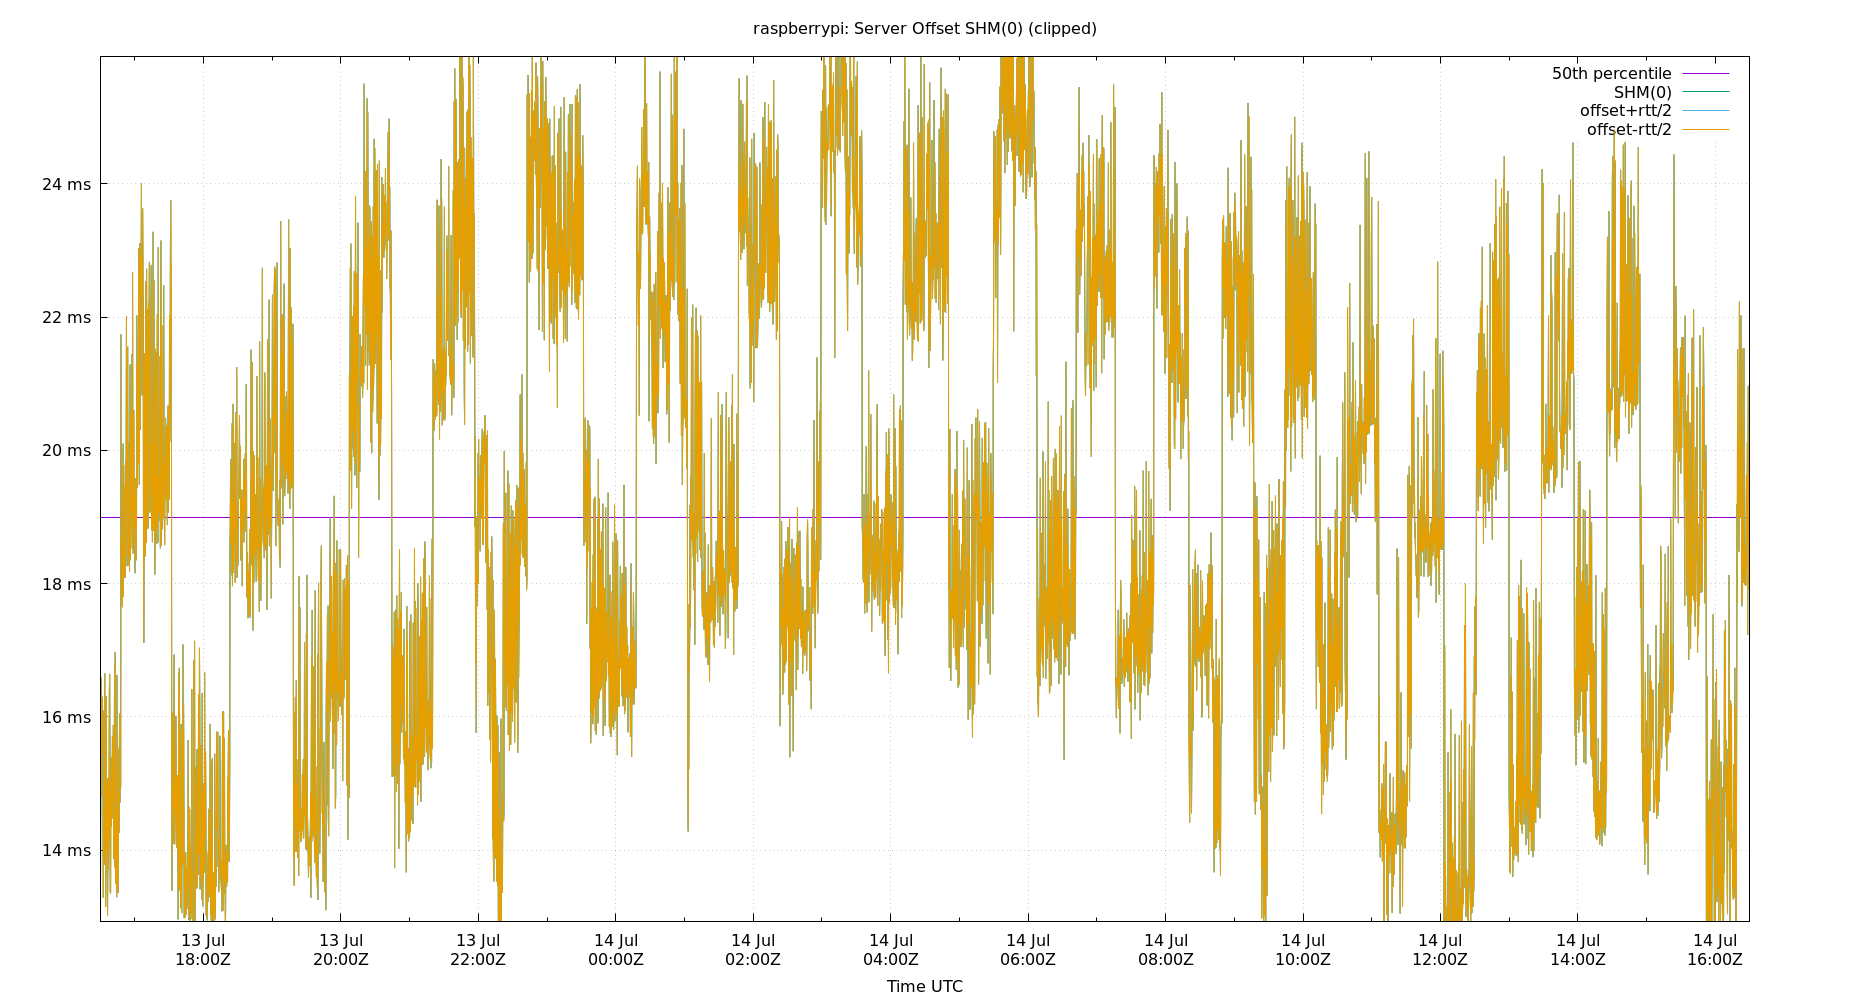 raspberrypi: Server Offset SHM(0) (clipped)
50th percentile
SHM(0)
offset+rtt/2
offset-rtt/2
24 ms
22 ms
20 ms
18 ms
16 ms
14 ms
13 Jul 13 Jul 13 Jul 14 Jul 14 Jul 14 Jul 14 Jul 14 Jul 14 Jul 14 Jul 14 Jul 14 Jul
18:00Z 20:00Z 22:00Z 00:00Z 02:00Z 04:00Z 06:00Z 08:00Z 10:00Z 12:00Z 14:00Z 16:00Z
Time UTC